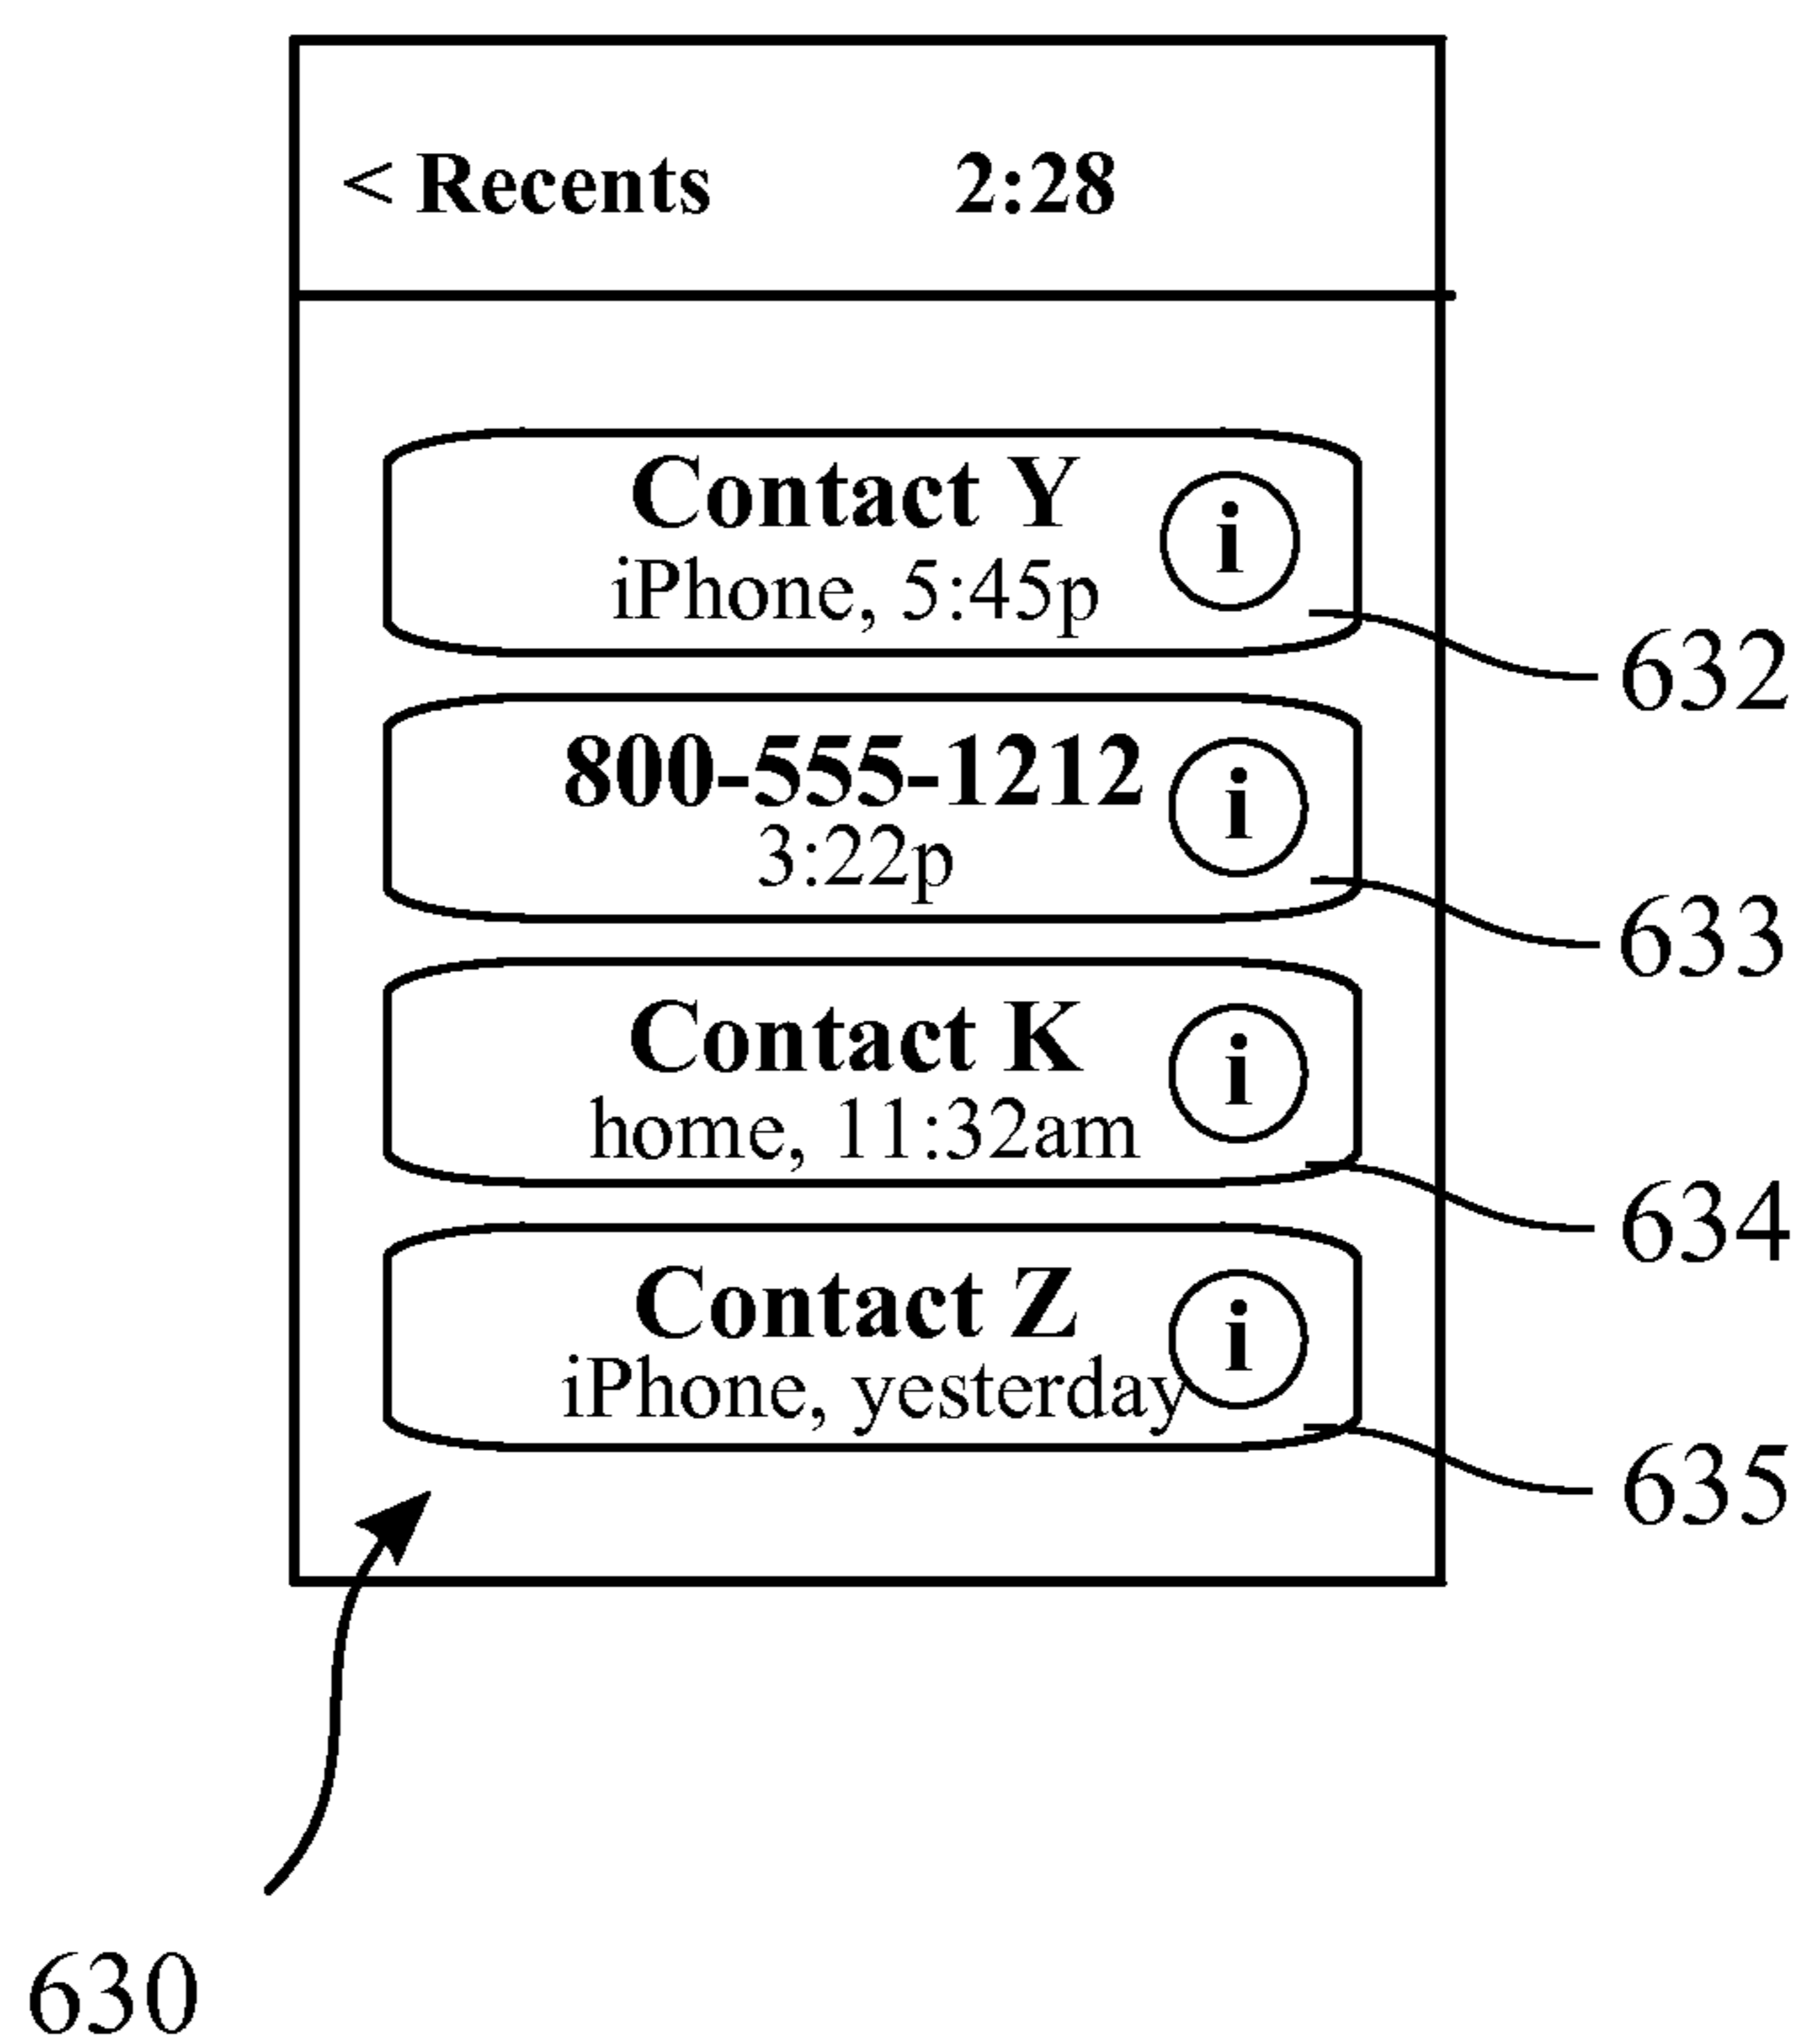 < Recents 2:28
Contact Y
i
iPhone, 5:45p
632
800-555-1212
i
3:22p
633
Contact K
i
home, 11:32am
634
Contact Z
i
iPhone, yesterday
635
630